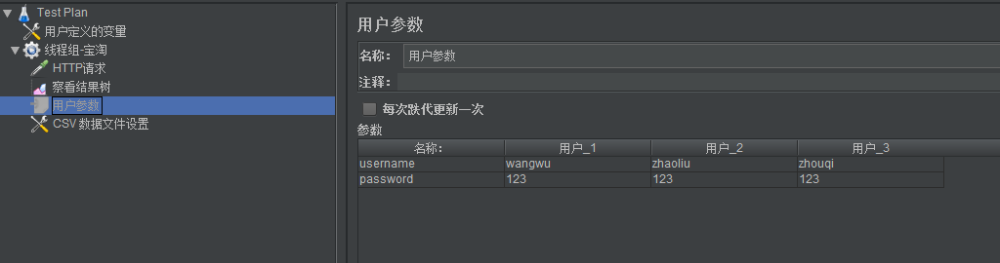 Test Plan
用户定义的变量
线程组-宝淘
HTTP请求
察看结果树
用户参数
CSV 数据文件设置
用户参数
名称： 用户参数
注释：
每次跌代更新一次
参数
名称: 用户_1 用户_2 用户_3
username wangwu zhaoliu zhouqi
password 123 123 123